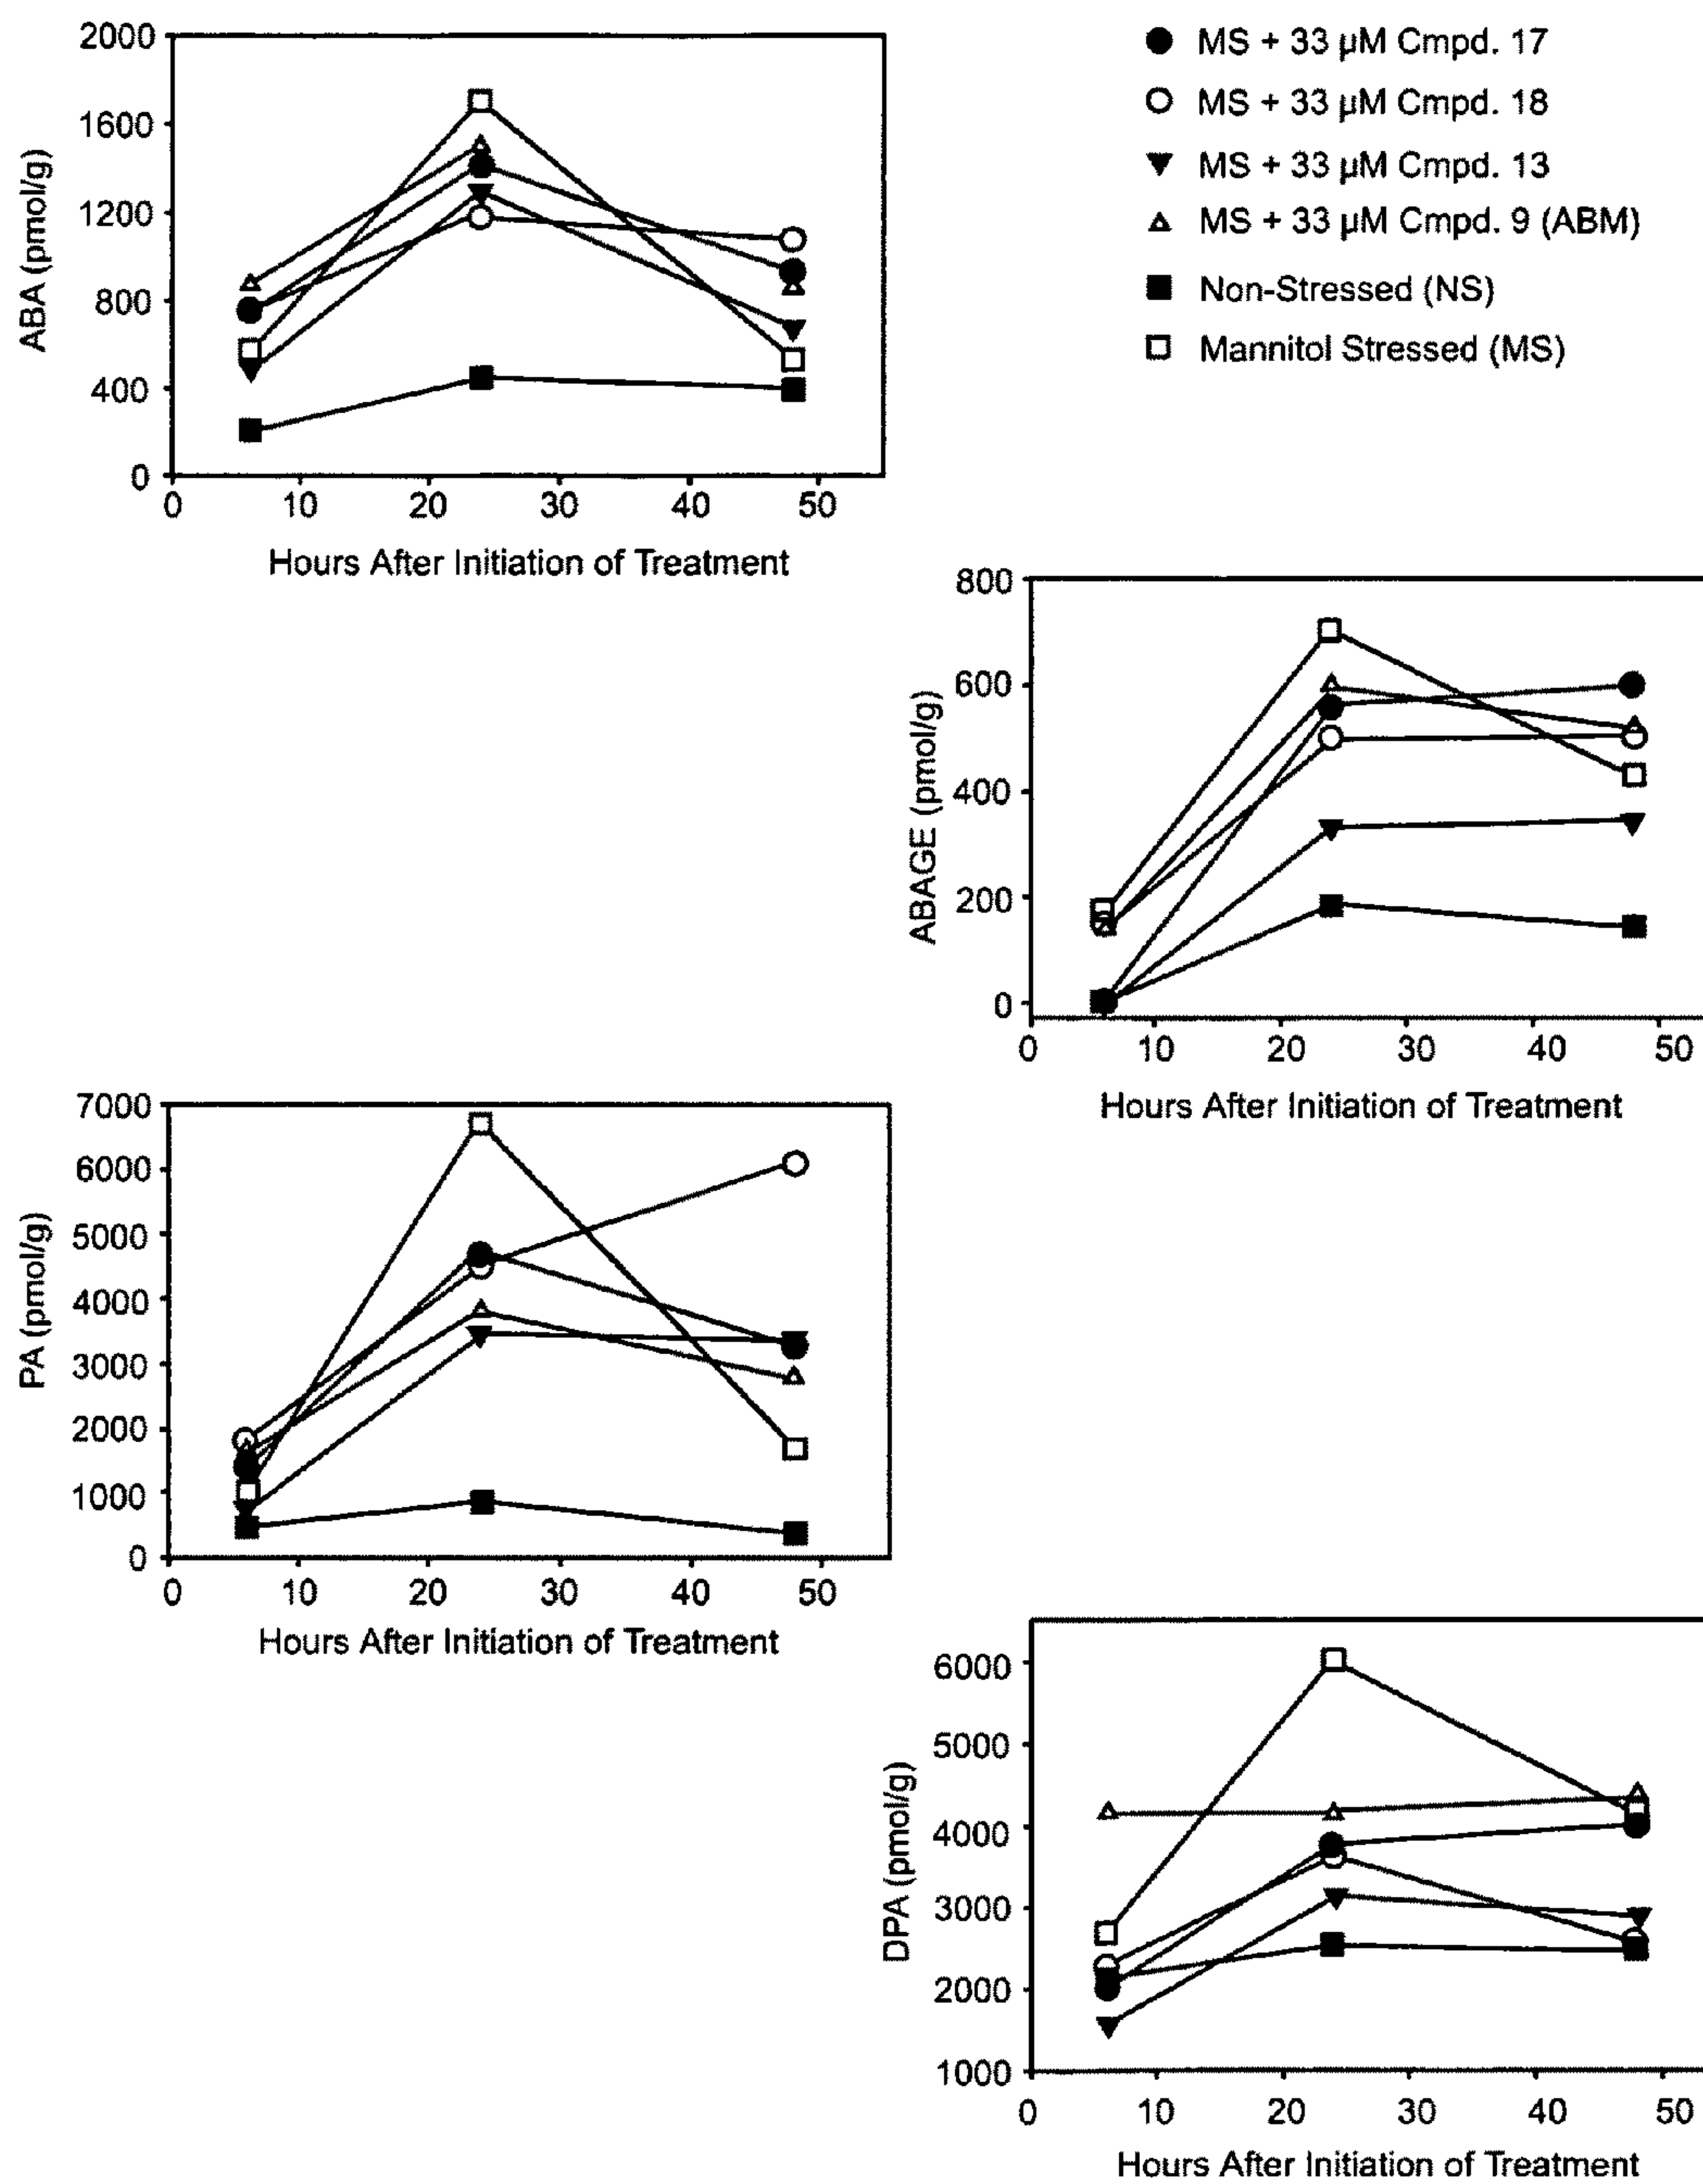 2000
1600
1200
800
400
0
ABA (pmol/g)
0 10 20 30 40 50
Hours After Initiation of Treatment
MS + 33 µM Cmpd. 17
MS + 33 µM Cmpd. 18
MS + 33 µM Cmpd. 13
MS + 33 µM Cmpd. 9 (ABM)
Non-Stressed (NS)
Mannitol Stressed (MS)
800
600
400
200
0
ABAGE (pmol/g)
0 10 20 30 40 50
Hours After Initiation of Treatment
7000
6000
5000
4000
3000
2000
1000
0
PA (pmol/g)
0 10 20 30 40 50
Hours After Initiation of Treatment
6000
5000
4000
3000
2000
1000
DPA (pmol/g)
0 10 20 30 40 50
Hours After Initiation of Treatment